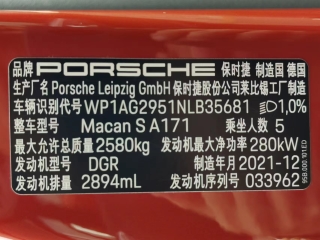 品牌 PORSCHE 保时捷 制造国 德国
生产厂名 Porsche Leipzig GmbH 保时捷股份公司莱比锡工厂制造
车辆识别代号 WP1AG2951NLB35681 1,0%
整车型号 Macan S A171 乘坐人数 5
最大允许总质量 2580kg 发动机最大净功率 280kW
发动机型号 DGR 制造年月 2021-12
发动机排量 2894mL 发动机序列号 033962